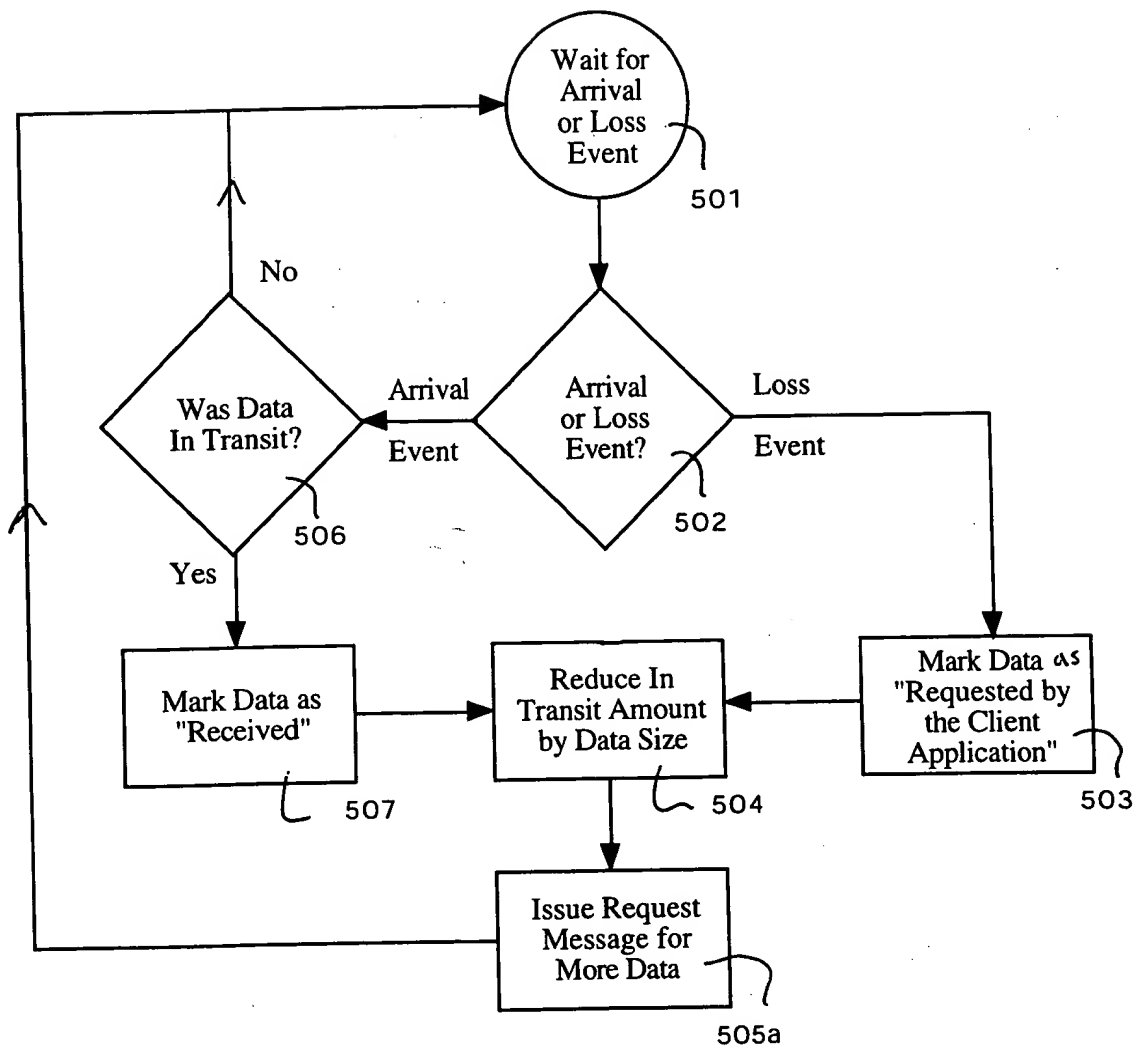 Wait for
Arrival
or Loss
Event
501
No
Was Data
In Transit?
506
Arrival
Event
Arrival
or Loss
Event?
502
Loss
Event
Yes
Mark Data as
"Received"
507
Reduce In
Transit Amount
by Data Size
504
Mark Data as
"Requested by
the Client
Application"
503
Issue Request
Message for
More Data
505a